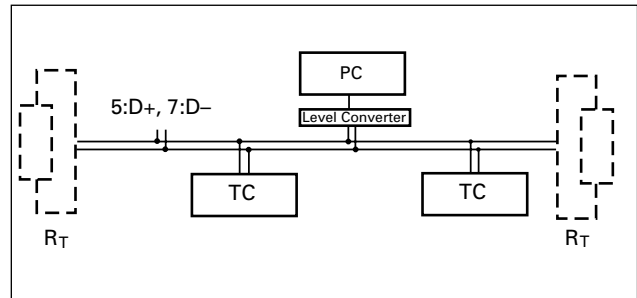 PC
5:D+, 7:D−
Level Converter
TC
TC
RT
RT